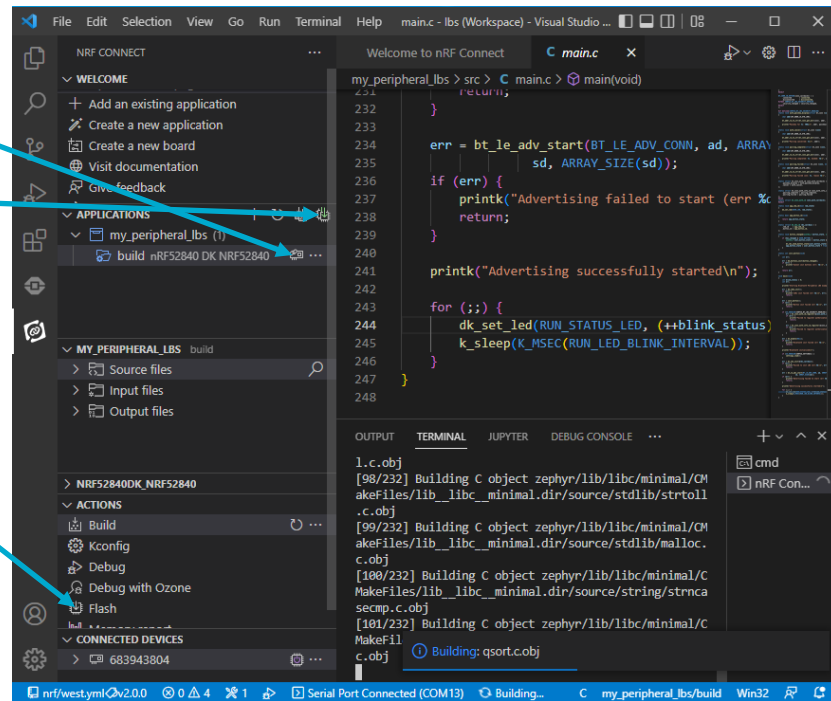 File Edit Selection View Go Run Terminal Help main.c - lbs (Workspace) - Visual Studio ...
NRF CONNECT
WELCOME
Add an existing application
Create a new application
Create a new board
Visit documentation
Give feedback
APPLICATIONS
my_peripheral_lbs (1)
build nRF52840 DK NRF52840
MY_PERIPHERAL_LBS build
Source files
Input files
Output files
NRF52840DK_NRF52840
ACTIONS
Build
Kconfig
Debug
Debug with Ozone
Flash
Memory report
CONNECTED DEVICES
683943804
Welcome to nRF Connect
C main.c
my_peripheral_lbs > src > C main.c > main(void)
231 return;
232 }
233
234 err = bt_le_adv_start(BT_LE_ADV_CONN, ad, ARRAY
235 sd, ARRAY_SIZE(sd));
236 if (err) {
237 printk("Advertising failed to start (err %d
238 return;
239 }
240
241 printk("Advertising successfully started\n");
242
243 for (;;) {
244 dk_set_led(RUN_STATUS_LED, (++blink_status)
245 k_sleep(K_MSEC(RUN_LED_BLINK_INTERVAL));
246 }
247 }
248
OUTPUT TERMINAL JUPYTER DEBUG CONSOLE ...
l.c.obj
[98/232] Building C object zephyr/lib/libc/minimal/CM
akeFiles/lib__libc__minimal.dir/source/stdlib/strtoll
.c.obj
[99/232] Building C object zephyr/lib/libc/minimal/CM
akeFiles/lib__libc__minimal.dir/source/stdlib/malloc.
c.obj
[100/232] Building C object zephyr/lib/libc/minimal/C
MakeFiles/lib__libc__minimal.dir/source/string/strnca
secmp.c.obj
[101/232] Building C object zephyr/lib/libc/minimal/C
MakeFil
c.obj
cmd
nRF Con...
Building: qsort.c.obj
nrf/west.yml v2.0.0 0 4 1 Serial Port Connected (COM13) Building... C my_peripheral_lbs/build Win32